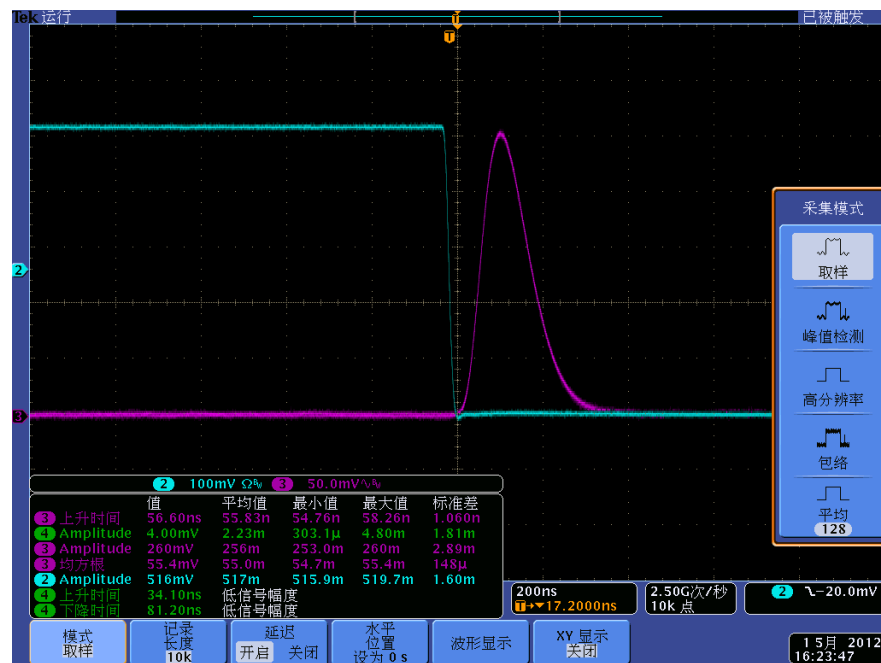 Tek 运行 已被触发
T
T
2
3
采集模式
取样
峰值检测
高分辨率
包络
平均
128
2 100mV Ω 3 50.0mV
值 平均值 最小值 最大值 标准差
3 上升时间 56.60ns 55.83n 54.76n 58.26n 1.060n
4 Amplitude 4.00mV 2.23m 303.1µ 4.80m 1.81m
3 Amplitude 260mV 256m 253.0m 260m 2.89m
3 均方根 55.4mV 55.0m 54.7m 55.4m 148µ
2 Amplitude 516mV 517m 515.9m 519.7m 1.60m
4 上升时间 34.10ns 低信号幅度
4 下降时间 81.20ns 低信号幅度
200ns
T→▼17.2000ns
2.50G次/秒
10k 点
2 -20.0mV
模式
取样
记录
长度
10k
延迟
开启 关闭
水平
位置
设为 0 s
波形显示
XY 显示
关闭
1 5月 2012
16:23:47